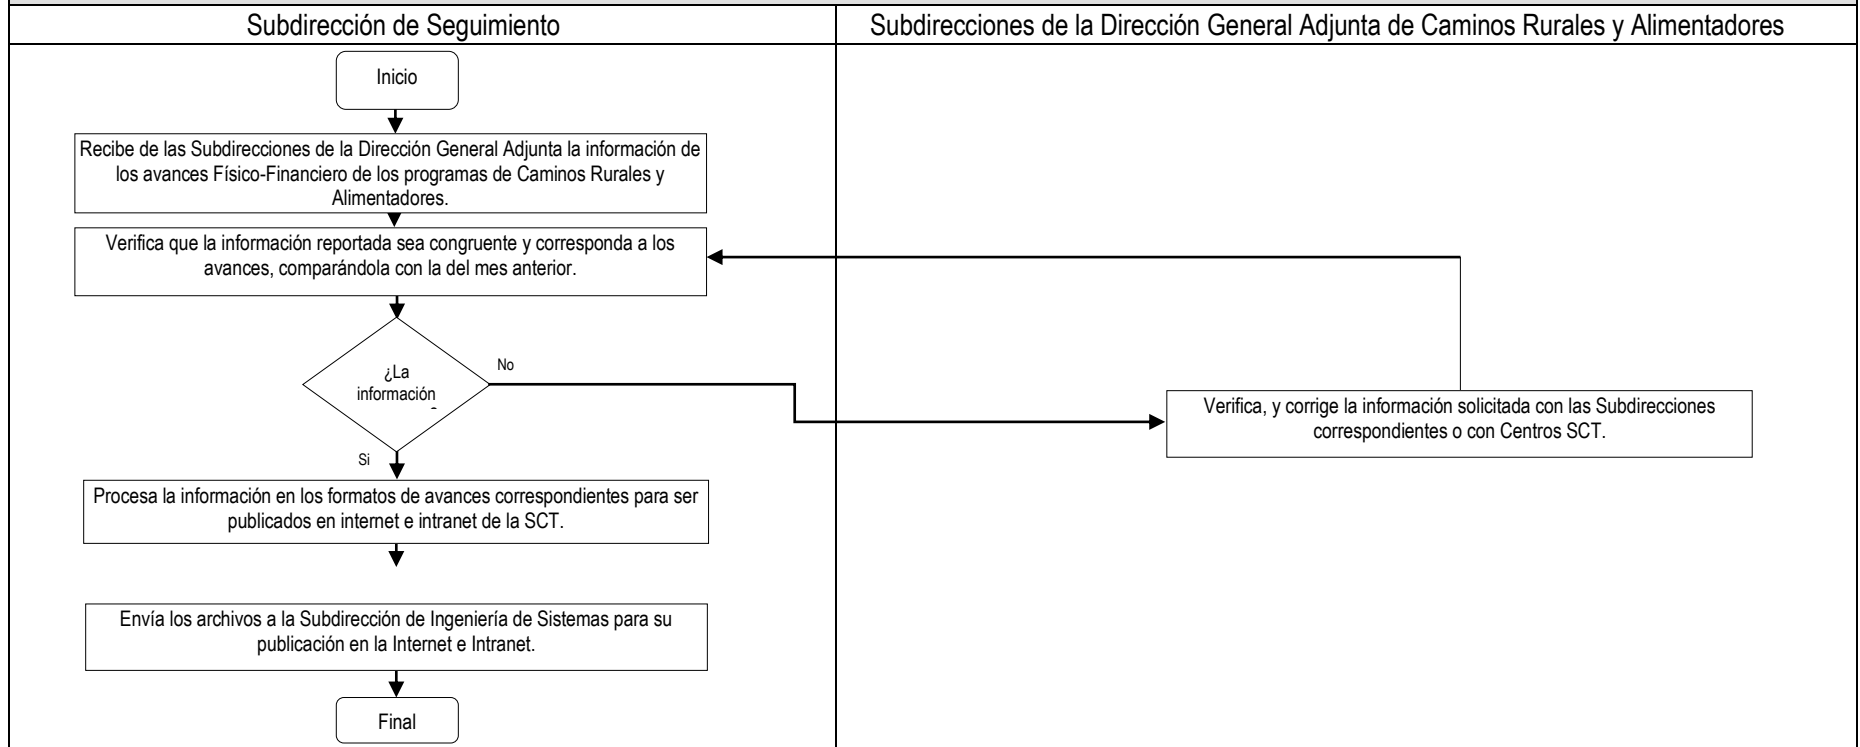 Subdirección de Seguimiento
Subdirecciones de la Dirección General Adjunta de Caminos Rurales y Alimentadores
Inicio
Recibe de las Subdirecciones de la Dirección General Adjunta la información de
los avances Físico-Financiero de los programas de Caminos Rurales y
Alimentadores.
Verifica que la información reportada sea congruente y corresponda a los
avances, comparándola con la del mes anterior.
¿La
información
No
Verifica, y corrige la información solicitada con las Subdirecciones
correspondientes o con Centros SCT.
Si
Procesa la información en los formatos de avances correspondientes para ser
publicados en internet e intranet de la SCT.
Envía los archivos a la Subdirección de Ingeniería de Sistemas para su
publicación en la Internet e Intranet.
Final